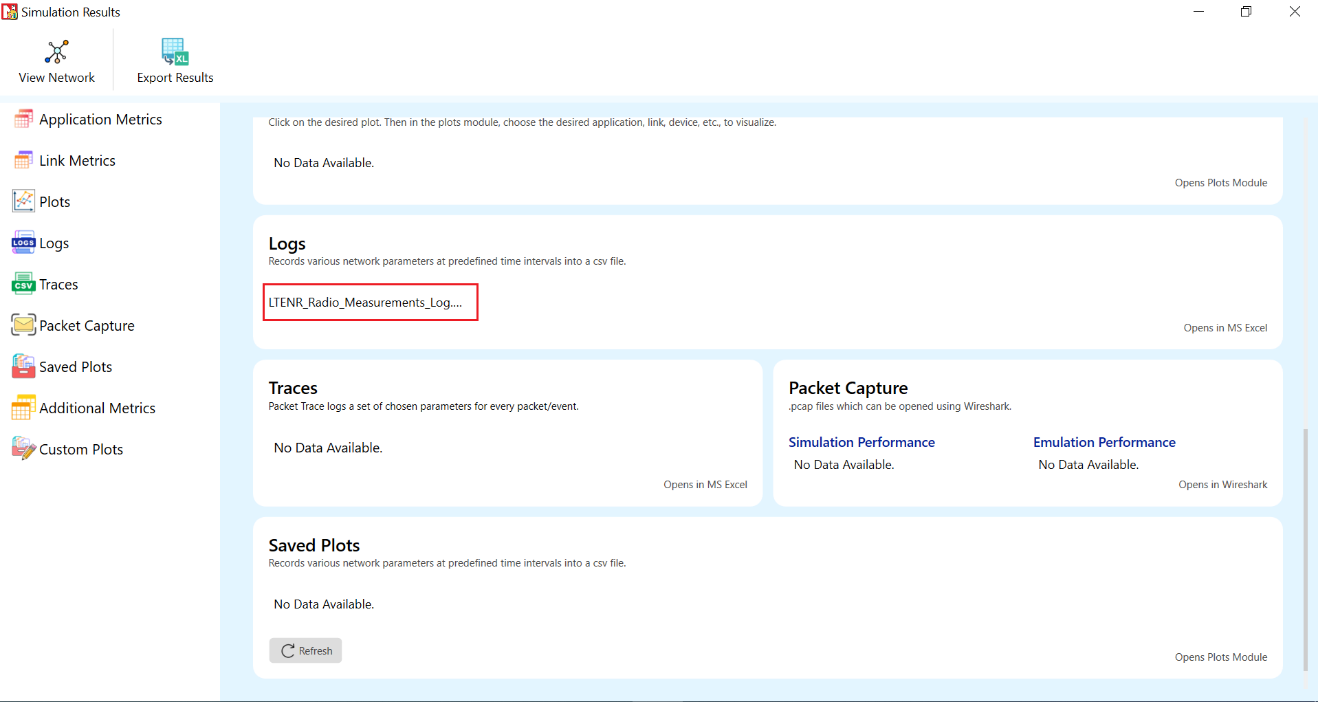 Simulation Results
View Network
Export Results
Application Metrics
Link Metrics
Plots
Logs
Traces
Packet Capture
Saved Plots
Additional Metrics
Custom Plots
Click on the desired plot. Then in the plots module, choose the desired application, link, device, etc., to visualize.
No Data Available.
Opens Plots Module
Logs
Records various network parameters at predefined time intervals into a csv file.
LTENR_Radio_Measurements_Log....
Opens in MS Excel
Traces
Packet Trace logs a set of chosen parameters for every packet/event.
No Data Available.
Opens in MS Excel
Packet Capture
.pcap files which can be opened using Wireshark.
Simulation Performance
No Data Available.
Emulation Performance
No Data Available.
Opens in Wireshark
Saved Plots
Records various network parameters at predefined time intervals into a csv file.
No Data Available.
Refresh
Opens Plots Module